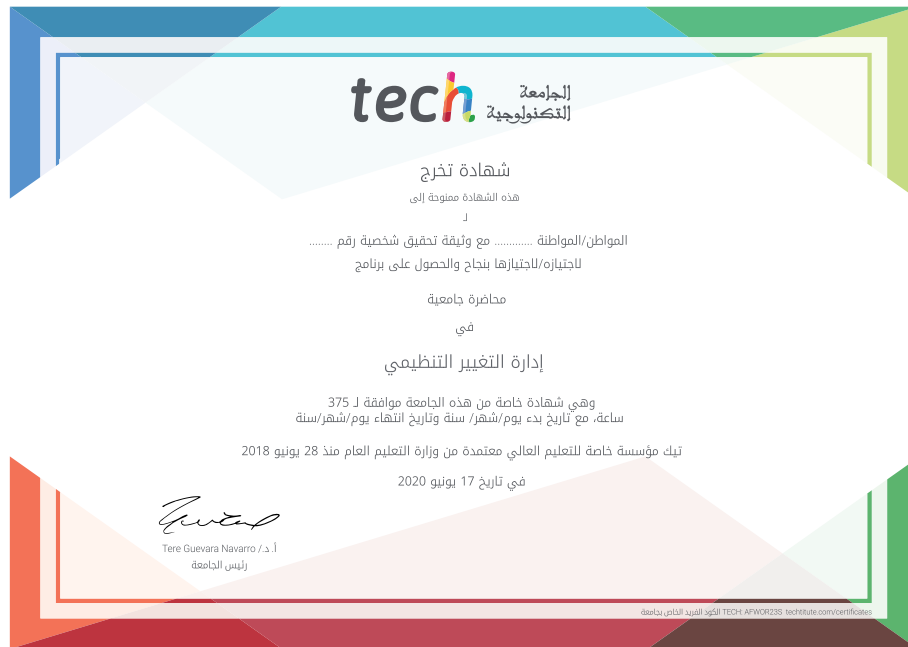 tech الجامعة
التكنولوجية
شهادة تخرج
هذه الشهادة ممنوحة إلى
لـ
المواطن/المواطنة ............. مع وثيقة تحقيق شخصية رقم ........
لاجتيازه/لاجتيازها بنجاح والحصول على برنامج
محاضرة جامعية
في
إدارة التغيير التنظيمي
وهي شهادة خاصة من هذه الجامعة موافقة لـ 375
ساعة، مع تاريخ بدء يوم/شهر/ سنة وتاريخ انتهاء يوم/شهر/سنة
تيك مؤسسة خاصة للتعليم العالي معتمدة من وزارة التعليم العام منذ 28 يونيو 2018
في تاريخ 17 يونيو 2020
أ. د./ Tere Guevara Navarro
رئيس الجامعة
الكود الفريد الخاص بجامعة TECH: AFWOR23S techtitute.com/certificates